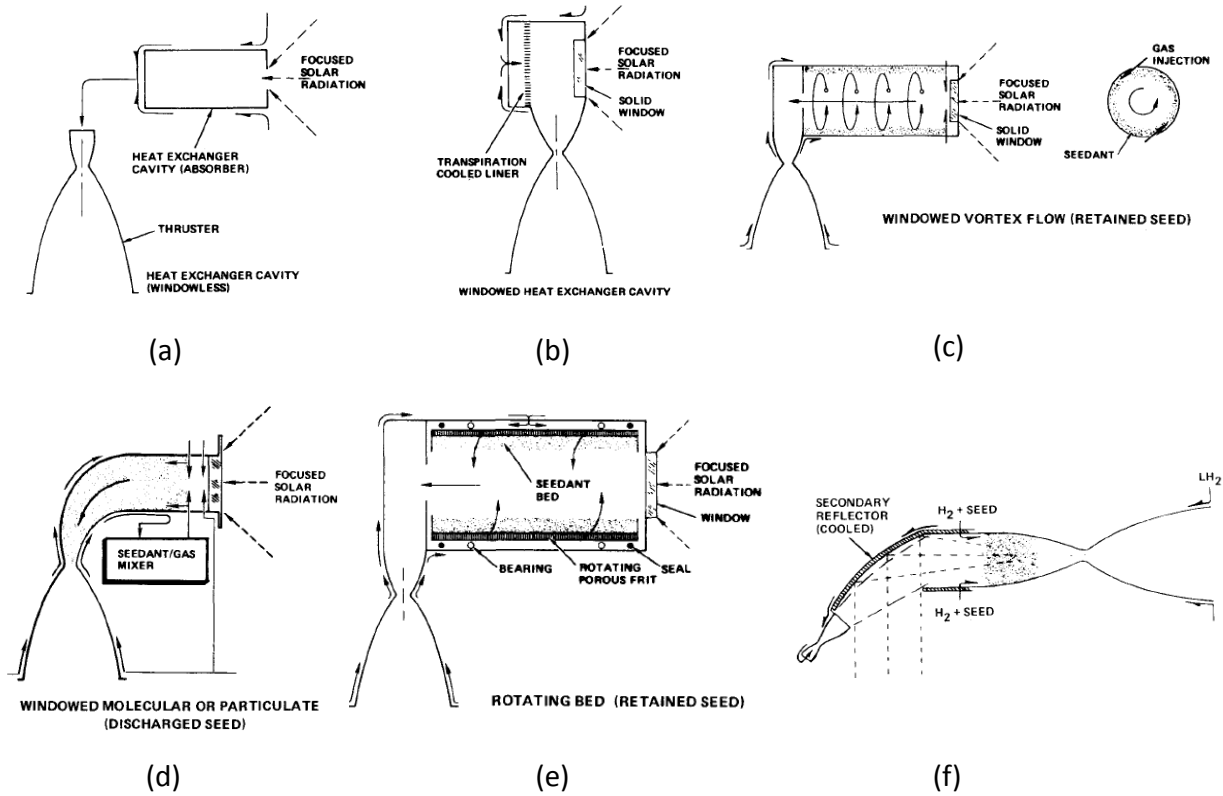 FOCUSED
SOLAR
RADIATION
HEAT EXCHANGER
CAVITY (ABSORBER)
THRUSTER
HEAT EXCHANGER CAVITY
(WINDOWLESS)
(a)
FOCUSED
SOLAR
RADIATION
SOLID
WINDOW
TRANSPIRATION
COOLED LINER
WINDOWED HEAT EXCHANGER CAVITY
(b)
GAS
INJECTION
FOCUSED
SOLAR
RADIATION
SOLID
WINDOW
SEEDANT
WINDOWED VORTEX FLOW (RETAINED SEED)
(c)
FOCUSED
SOLAR
RADIATION
SEEDANT/GAS
MIXER
WINDOWED MOLECULAR OR PARTICULATE
(DISCHARGED SEED)
(d)
SEEDANT
BED
FOCUSED
SOLAR
RADIATION
WINDOW
BEARING
ROTATING
POROUS FRIT
SEAL
ROTATING BED (RETAINED SEED)
(e)
LH2
SECONDARY
REFLECTOR
(COOLED)
H2 + SEED
H2 + SEED
(f)